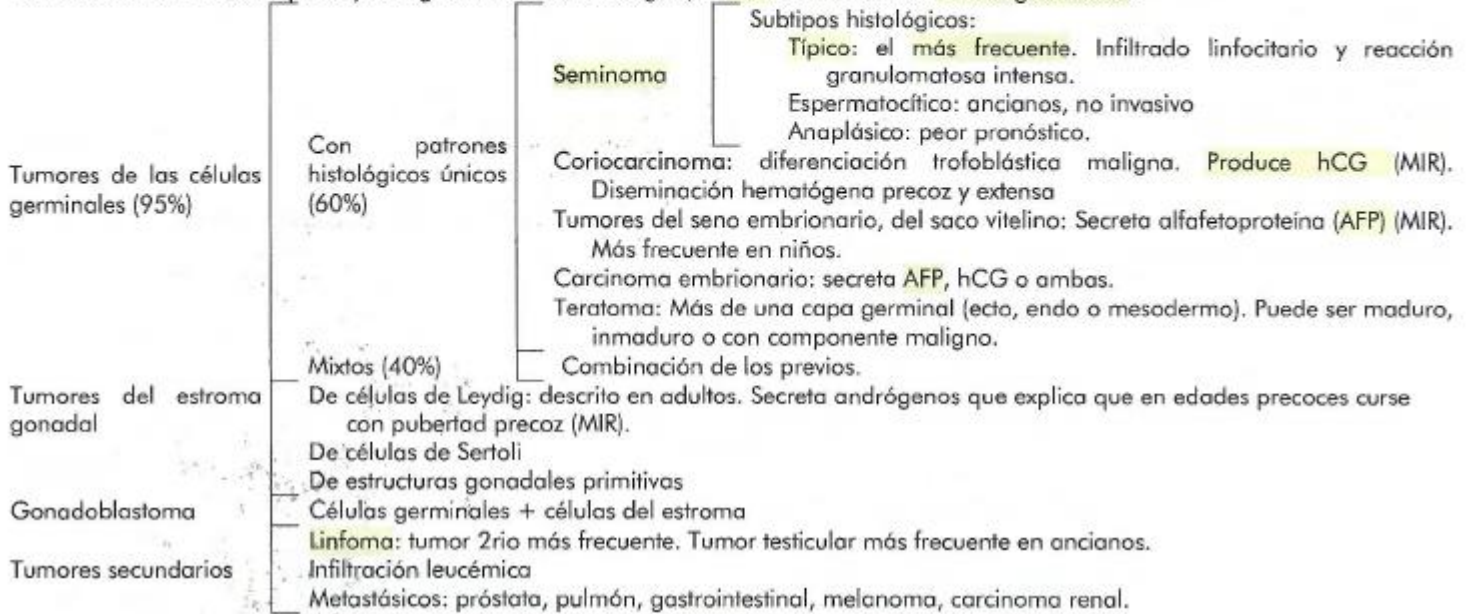 Subtipos histológicos:
Típico: el más frecuente. Infiltrado linfocitario y reacción
granulomatosa intensa.
Seminoma
Espermatocítico: ancianos, no invasivo
Anaplásico: peor pronóstico.
Con patrones
histológicos únicos
(60%)
Tumores de las células
germinales (95%)
Coriocarcinoma: diferenciación trofoblástica maligna. Produce hCG (MIR).
Diseminación hematógena precoz y extensa
Tumores del seno embrionario, del saco vitelino: Secreta alfafetoproteína (AFP) (MIR).
Más frecuente en niños.
Carcinoma embrionario: secreta AFP, hCG o ambas.
Teratoma: Más de una capa germinal (ecto, endo o mesodermo). Puede ser maduro,
inmaduro o con componente maligno.
Mixtos (40%) Combinación de los previos.
Tumores del estroma
gonadal
De células de Leydig: descrito en adultos. Secreta andrógenos que explica que en edades precoces curse
con pubertad precoz (MIR).
De células de Sertoli
De estructuras gonadales primitivas
Gonadoblastoma Células germinales + células del estroma
Linfoma: tumor 2rio más frecuente. Tumor testicular más frecuente en ancianos.
Tumores secundarios Infiltración leucémica
Metastásicos: próstata, pulmón, gastrointestinal, melanoma, carcinoma renal.